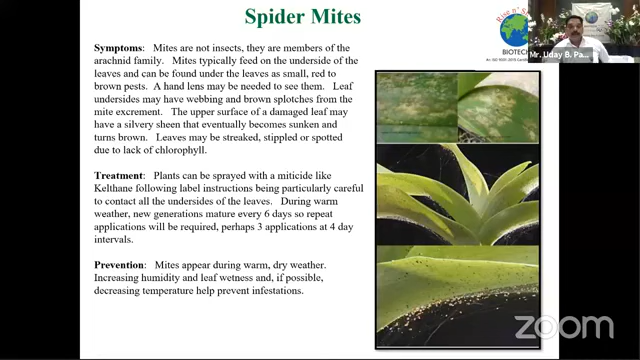 Spider Mites
Symptoms: Mites are not insects, they are members of the
arachnid family. Mites typically feed on the underside of the
leaves and can be found under the leaves as small, red to
brown pests. A hand lens may be needed to see them. Leaf
undersides may have webbing and brown splotches from the
mite excrement. The upper surface of a damaged leaf may
have a silvery sheen that eventually becomes sunken and
turns brown. Leaves may be streaked, stippled or spotted
due to lack of chlorophyll.
Treatment: Plants can be sprayed with a miticide like
Kelthane following label instructions being particularly careful
to contact all the undersides of the leaves. During warm
weather, new generations mature every 6 days so repeat
applications will be required, perhaps 3 applications at 4 day
intervals.
Prevention: Mites appear during warm, dry weather.
Increasing humidity and leaf wetness and, if possible,
decreasing temperature help prevent infestations.
Rise n'
BIOTECH
Mr. Uday B. Pa...
zoom